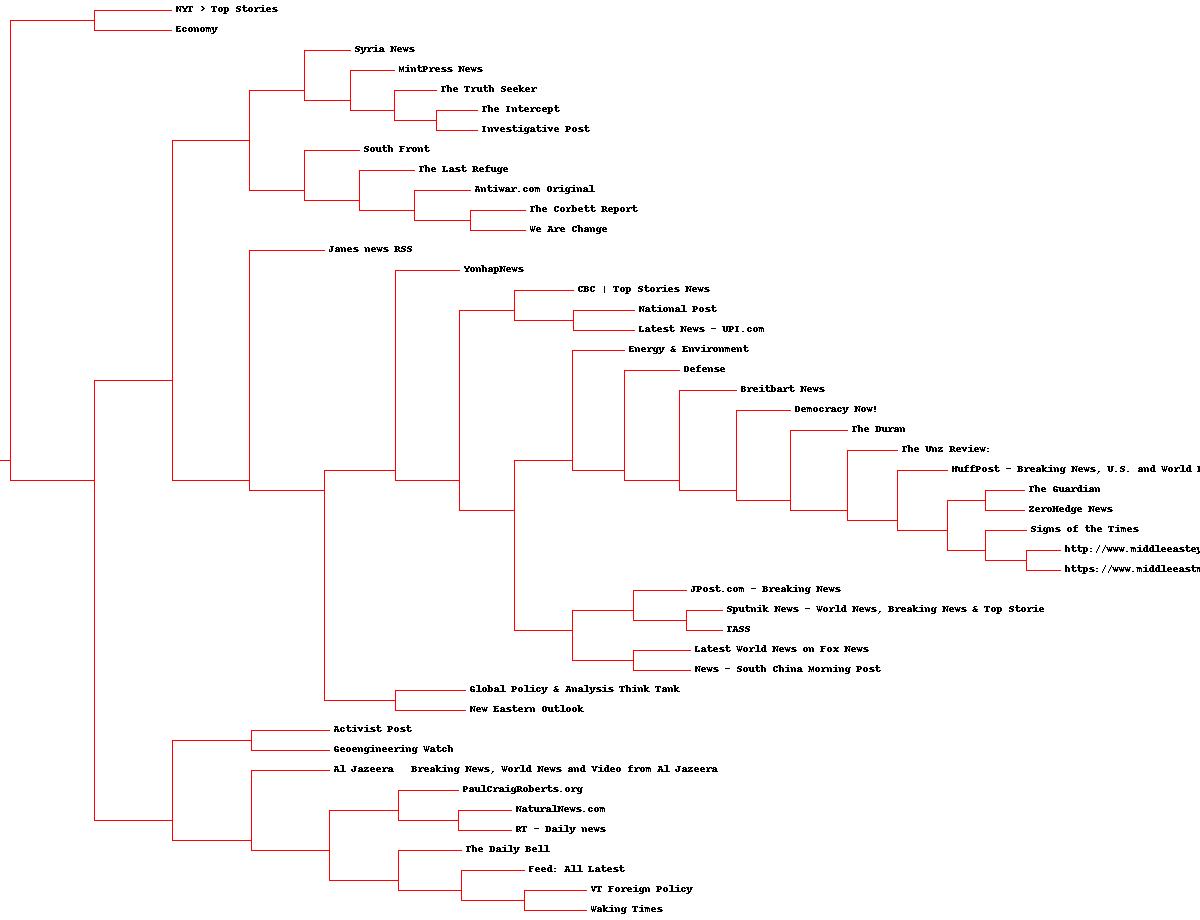 NYT > Top Stories
Economy
Syria News
MintPress News
The Truth Seeker
The Intercept
Investigative Post
South Front
The Last Refuge
Antiwar.com Original
The Corbett Report
We Are Change
Janes news RSS
YonhapNews
CBC | Top Stories News
National Post
Latest News - UPI.com
Energy & Environment
Defense
Breitbart News
Democracy Now!
The Duran
The Unz Review:
HuffPost - Breaking News, U.S. and World
The Guardian
ZeroHedge News
Signs of the Times
http://www.middleeastey
https://www.middleeastm
JPost.com - Breaking News
Sputnik News - World News, Breaking News & Top Storie
TASS
Latest World News on Fox News
News - South China Morning Post
Global Policy & Analysis Think Tank
New Eastern Outlook
Activist Post
Geoengineering Watch
Al Jazeera   Breaking News, World News and Video from Al Jazeera
PaulCraigRoberts.org
NaturalNews.com
RT - Daily news
The Daily Bell
Feed: All Latest
VT Foreign Policy
Waking Times